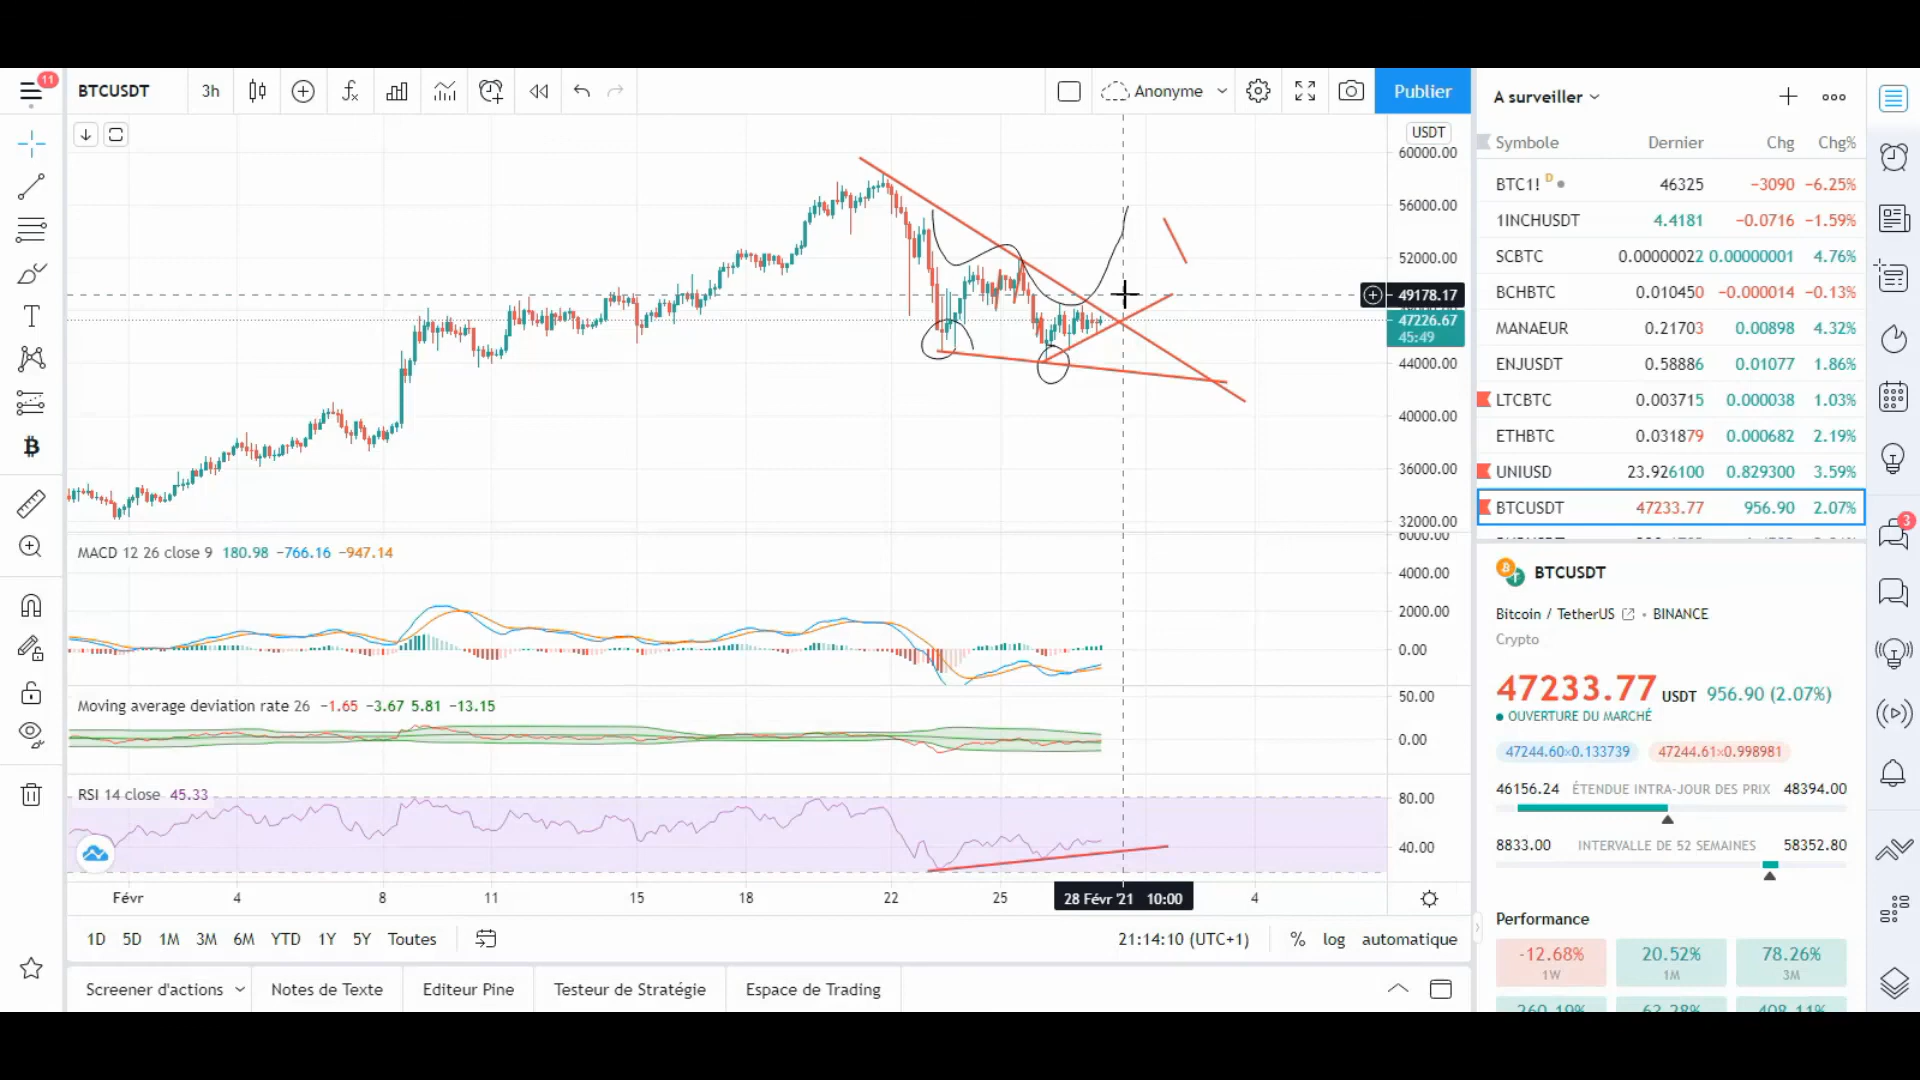 11
BTCUSDT 3h Anonyme Publier
USDT
60000.00
56000.00
52000.00
49178.17
47226.67
45:49
44000.00
40000.00
36000.00
32000.00
MACD 12 26 close 9 180.98 −766.16 −947.14
6000.00
4000.00
2000.00
0.00
Moving average deviation rate 26 −1.65 −3.67 5.81 −13.15
50.00
0.00
RSI 14 close 45.33
80.00
40.00
Févr 4 8 11 15 18 22 25 28 Févr '21 10:00 4
1D 5D 1M 3M 6M YTD 1Y 5Y Toutes 21:14:10 (UTC+1) % log automatique
Screener d'actions Notes de Texte Editeur Pine Testeur de Stratégie Espace de Trading
A surveiller
Symbole Dernier Chg Chg%
BTC1! D 46325 −3090 −6.25%
1INCHUSDT 4.4181 −0.0716 −1.59%
SCBTC 0.00000022 0.00000001 4.76%
BCHBTC 0.010450 −0.000014 −0.13%
MANAEUR 0.21703 0.00898 4.32%
ENJUSDT 0.58886 0.01077 1.86%
LTCBTC 0.003715 0.000038 1.03%
ETHBTC 0.031879 0.000682 2.19%
UNIUSD 23.926100 0.829300 3.59%
BTCUSDT 47233.77 956.90 2.07%
3
BTCUSDT
Bitcoin / TetherUS • BINANCE
Crypto
47233.77 USDT 956.90 (2.07%)
OUVERTURE DU MARCHÉ
47244.60×0.133739 47244.61×0.998981
46156.24 ÉTENDUE INTRA-JOUR DES PRIX 48394.00
8833.00 INTERVALLE DE 52 SEMAINES 58352.80
Performance
-12.68% 20.52% 78.26%
1W 1M 3M